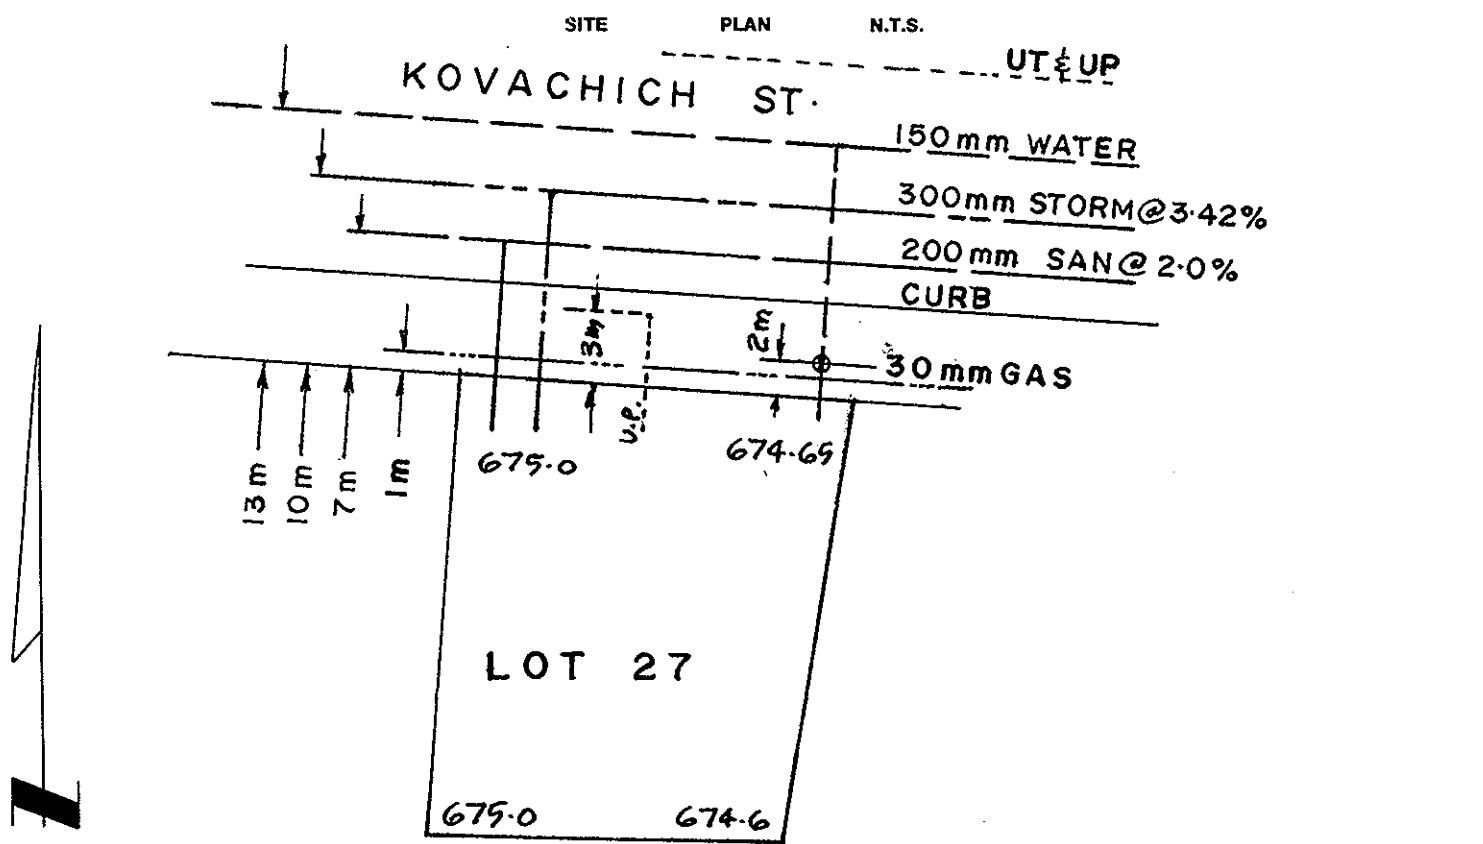 SITE PLAN N.T.S.
UT & UP
KOVACHICH ST.
150mm WATER
300mm STORM@3.42%
200mm SAN@2.0%
CURB
3m
2m
30mm GAS
U.P.
675.0
674.65
13m
10m
7m
1m
LOT 27
675.0
674.6
N